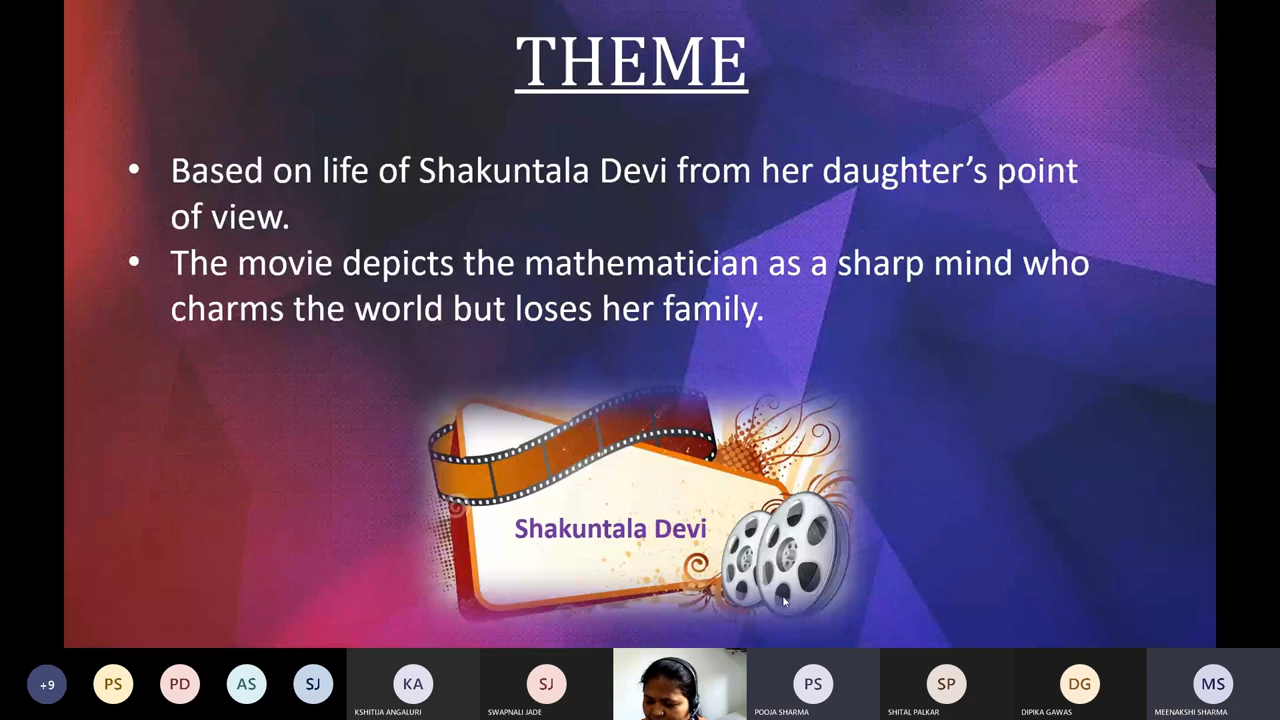 THEME
• Based on life of Shakuntala Devi from her daughter’s point
of view.
• The movie depicts the mathematician as a sharp mind who
charms the world but loses her family.
Shakuntala Devi
+9 PS PD AS SJ KA SJ PS SP DG MS
KSHITIJA ANGALURI SWAPNALI JADE POOJA SHARMA SHITAL PALKAR DIPIKA GAWAS MEENAKSHI SHARMA